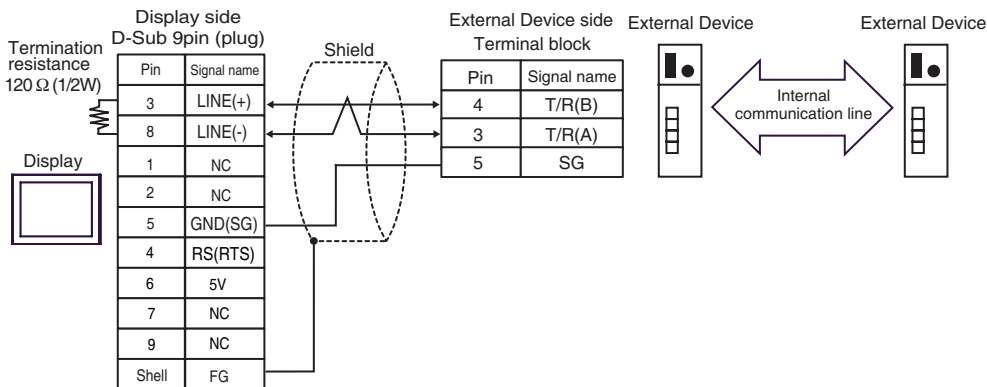 Display side
D-Sub 9pin (plug)
Termination
resistance
120 Ω (1/2W)
Pin Signal name
3 LINE(+)
8 LINE(-)
1 NC
2 NC
5 GND(SG)
4 RS(RTS)
6 5V
7 NC
9 NC
Shell FG
Display
Shield
External Device side
Terminal block
Pin Signal name
4 T/R(B)
3 T/R(A)
5 SG
External Device
Internal
communication line
External Device